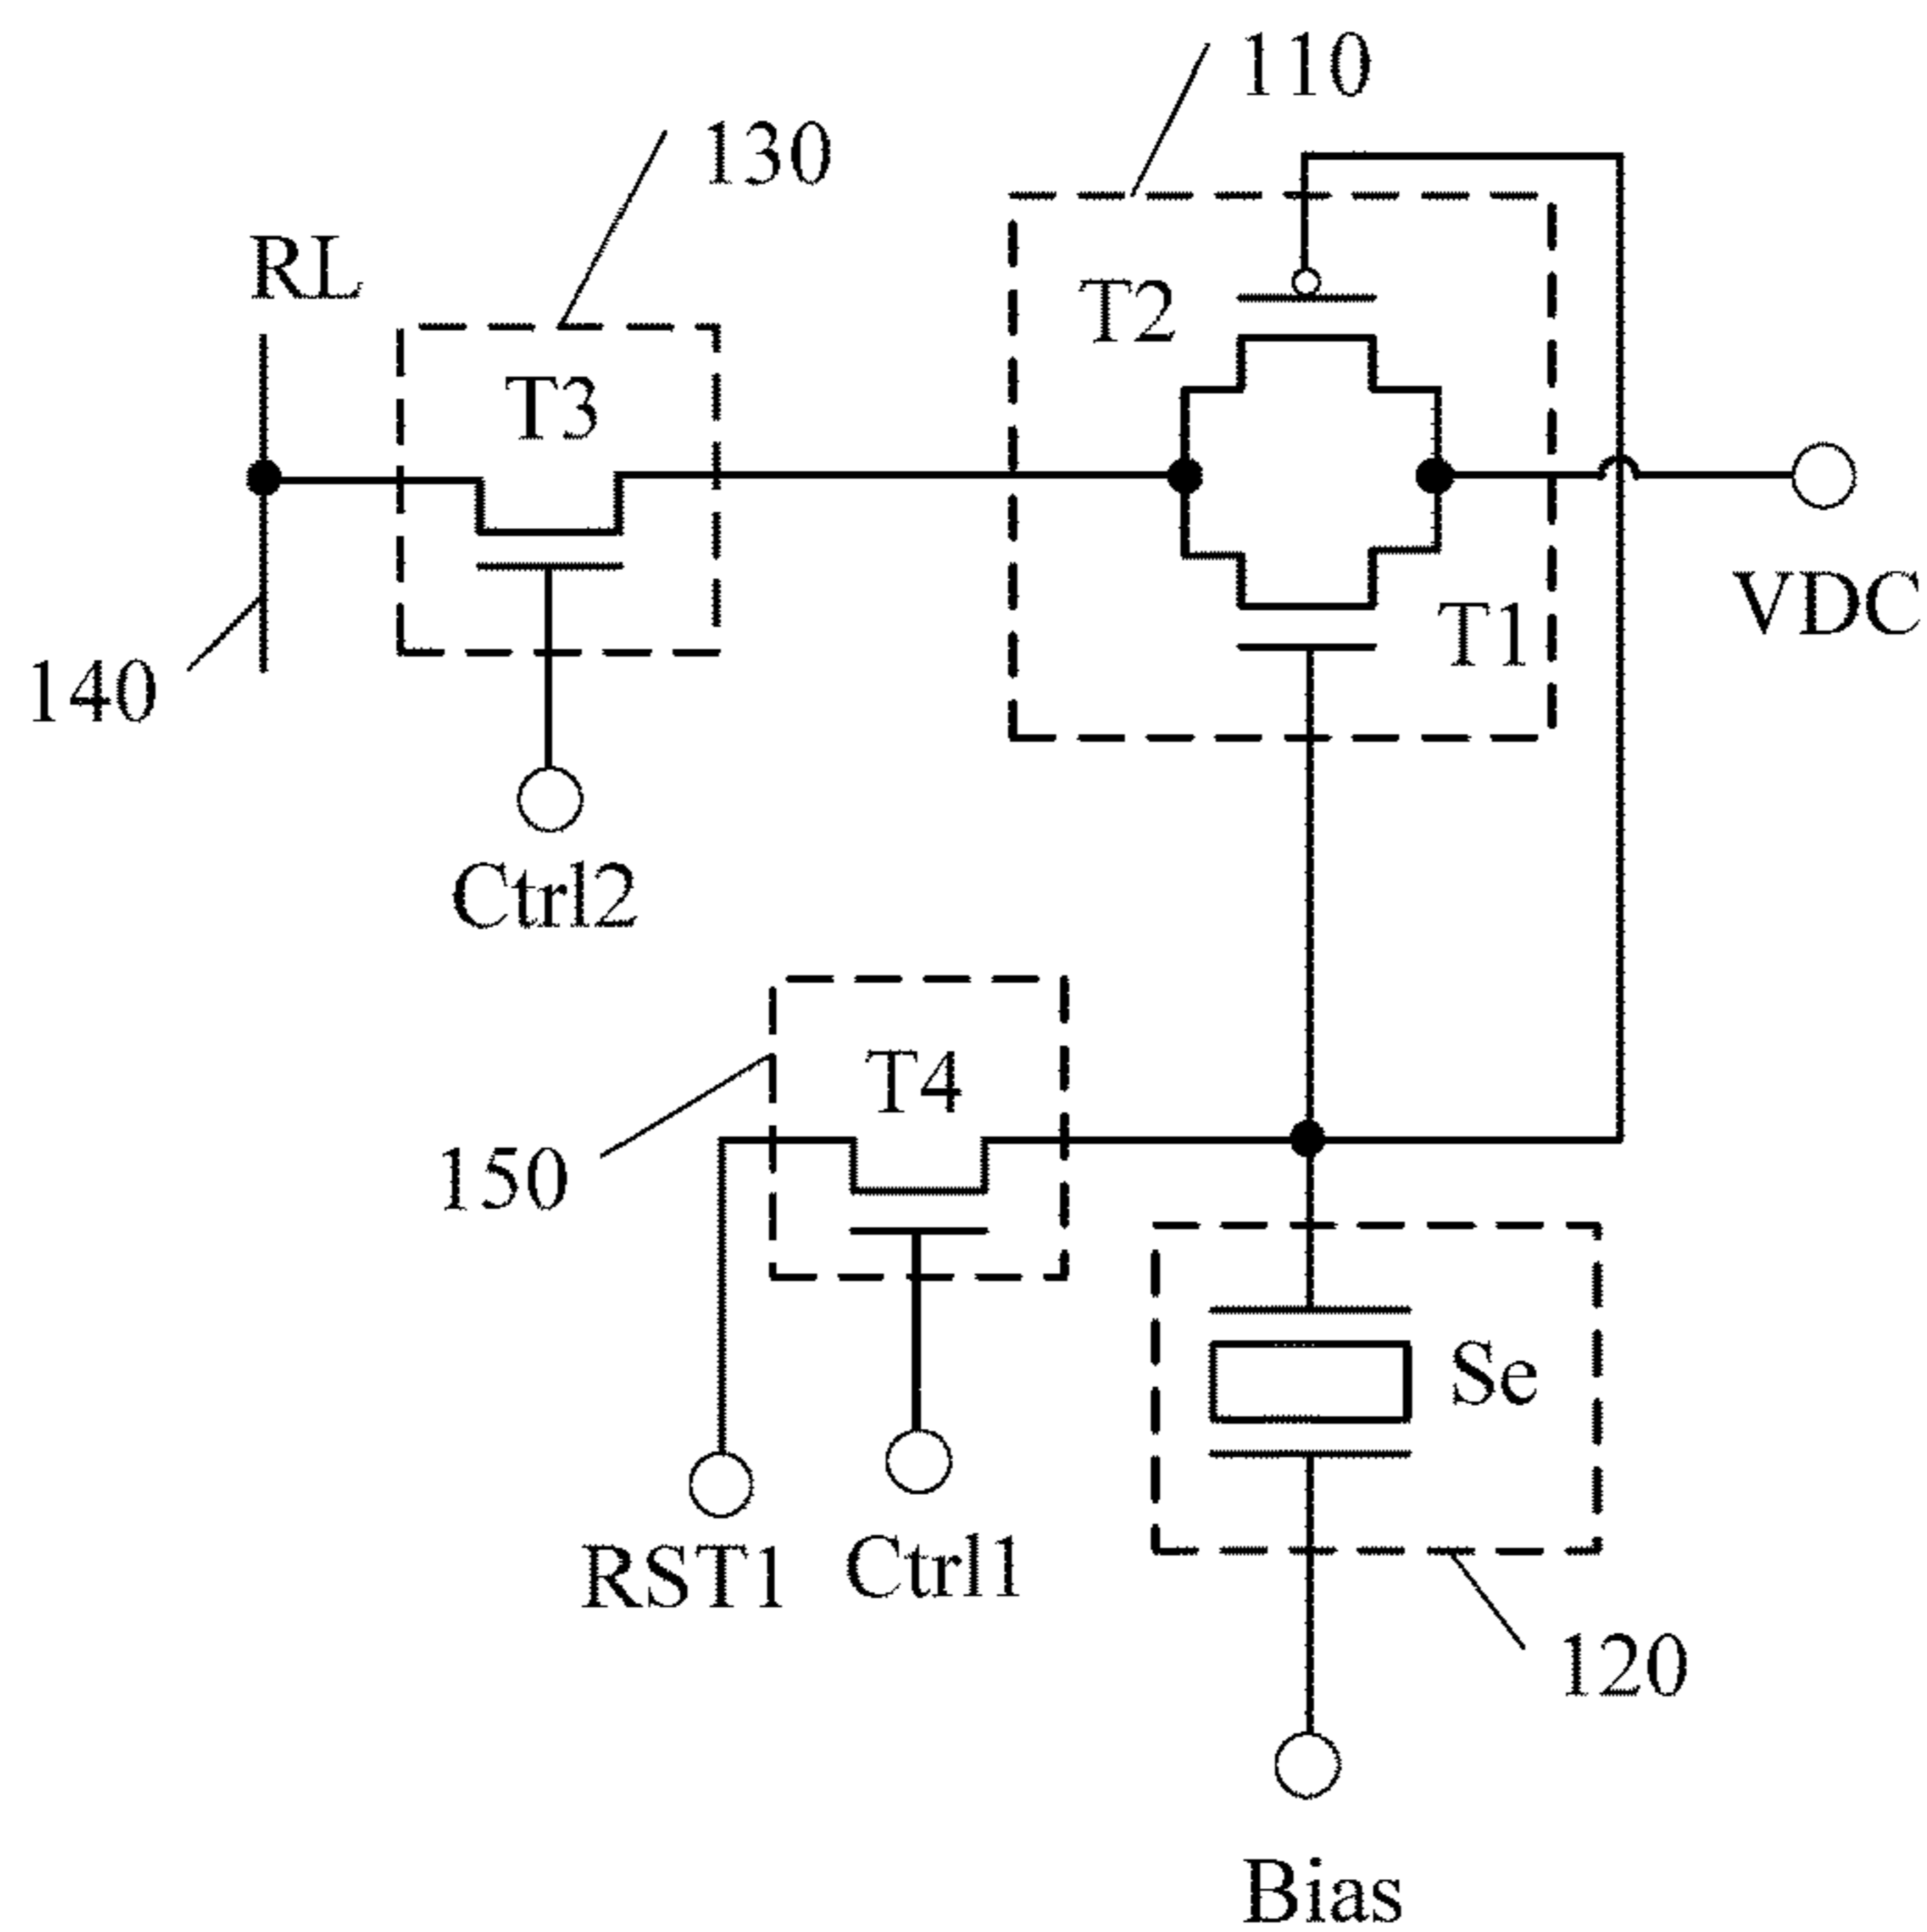 110
130
RL
T2
T3
VDC
T1
140
Ctrl2
T4
150
Se
RST1
Ctrl1
120
Bias